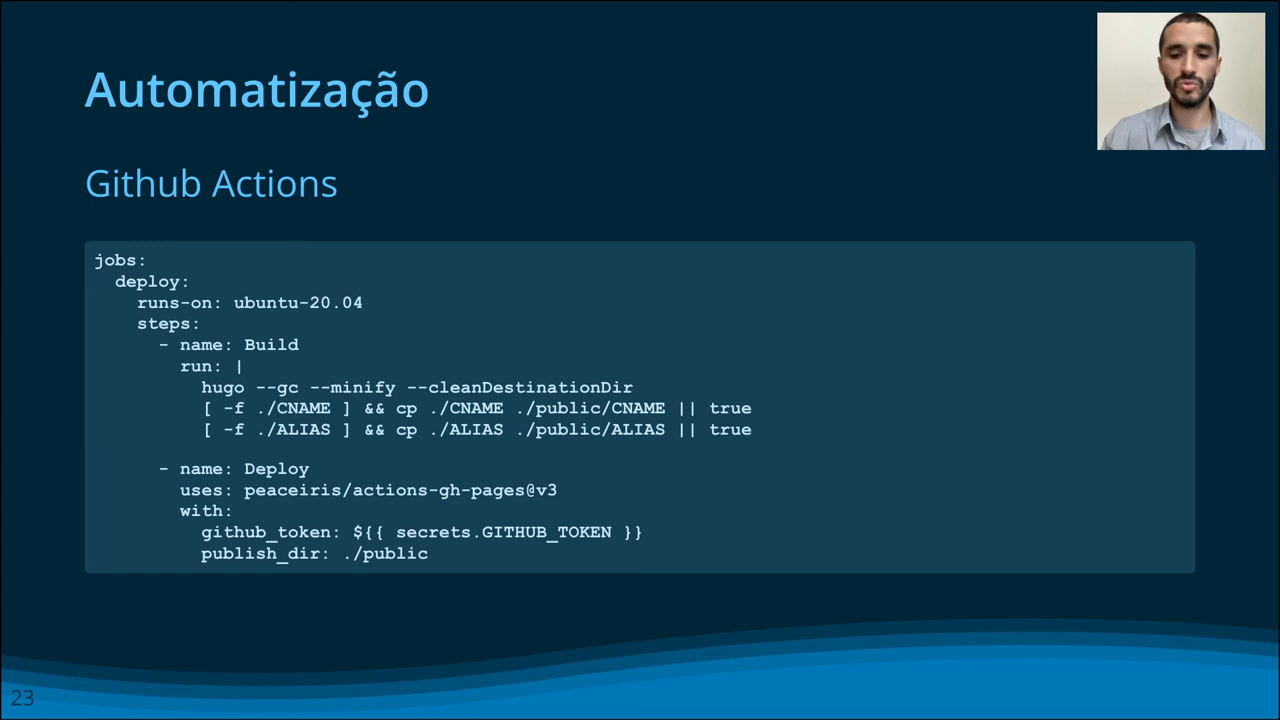 Automatização
Github Actions
jobs:
  deploy:
    runs-on: ubuntu-20.04
    steps:
      - name: Build
        run: |
          hugo --gc --minify --cleanDestinationDir
          [ -f ./CNAME ] && cp ./CNAME ./public/CNAME || true
          [ -f ./ALIAS ] && cp ./ALIAS ./public/ALIAS || true
      - name: Deploy
        uses: peaceiris/actions-gh-pages@v3
        with:
          github_token: ${{ secrets.GITHUB_TOKEN }}
          publish_dir: ./public
23